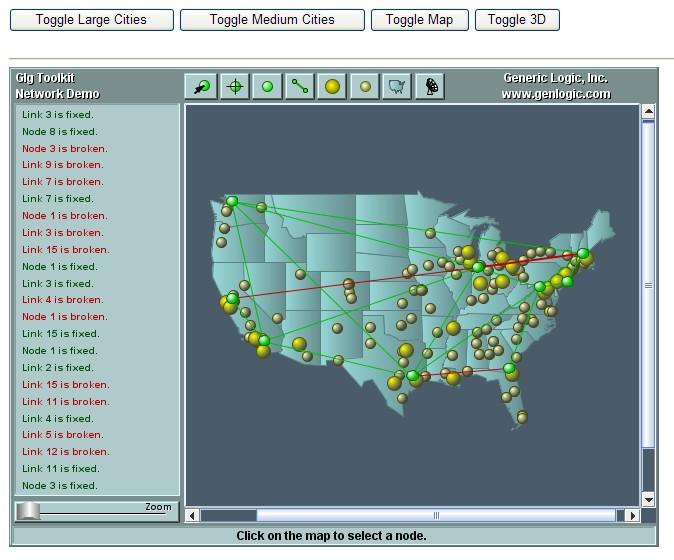 Toggle Large Cities
Toggle Medium Cities
Toggle Map
Toggle 3D
Glg Toolkit
Network Demo
Generic Logic, Inc.
www.genlogic.com
Link 3 is fixed.
Node 8 is fixed.
Node 3 is broken.
Link 9 is broken.
Link 7 is broken.
Link 7 is fixed.
Node 1 is broken.
Link 3 is broken.
Link 15 is broken.
Node 1 is fixed.
Link 3 is fixed.
Link 4 is broken.
Node 1 is broken.
Link 15 is fixed.
Node 1 is fixed.
Link 2 is fixed.
Link 15 is broken.
Link 11 is broken.
Link 4 is fixed.
Link 5 is broken.
Link 12 is broken.
Link 11 is fixed.
Node 3 is fixed.
Zoom
Click on the map to select a node.